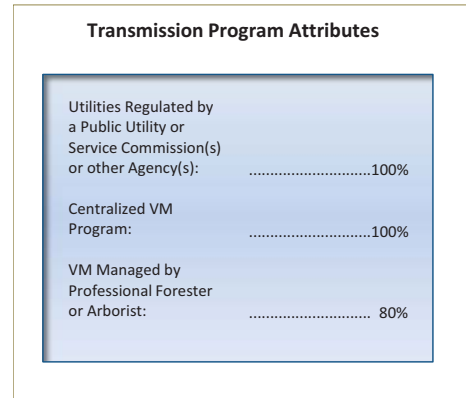 Transmission Program Attributes
Utilities Regulated by
a Public Utility or
Service Commission(s)
or other Agency(s): .............................100%
Centralized VM
Program: .............................100%
VM Managed by
Professional Forester
or Arborist: ............................. 80%